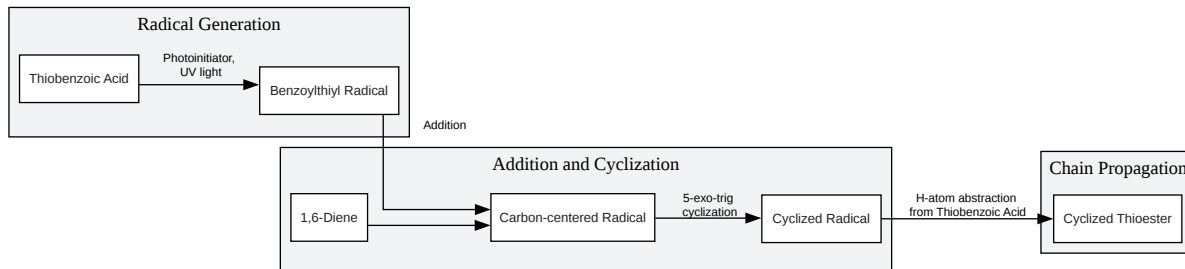 Radical Generation
Thiobenzoic Acid
Photoinitiator,
UV light
Benzoylthiyl Radical
Addition
Addition and Cyclization
1,6-Diene
Carbon-centered Radical
5-exo-trig
cyclization
Cyclized Radical
H-atom abstraction
from Thiobenzoic Acid
Chain Propagation
Cyclized Thioester